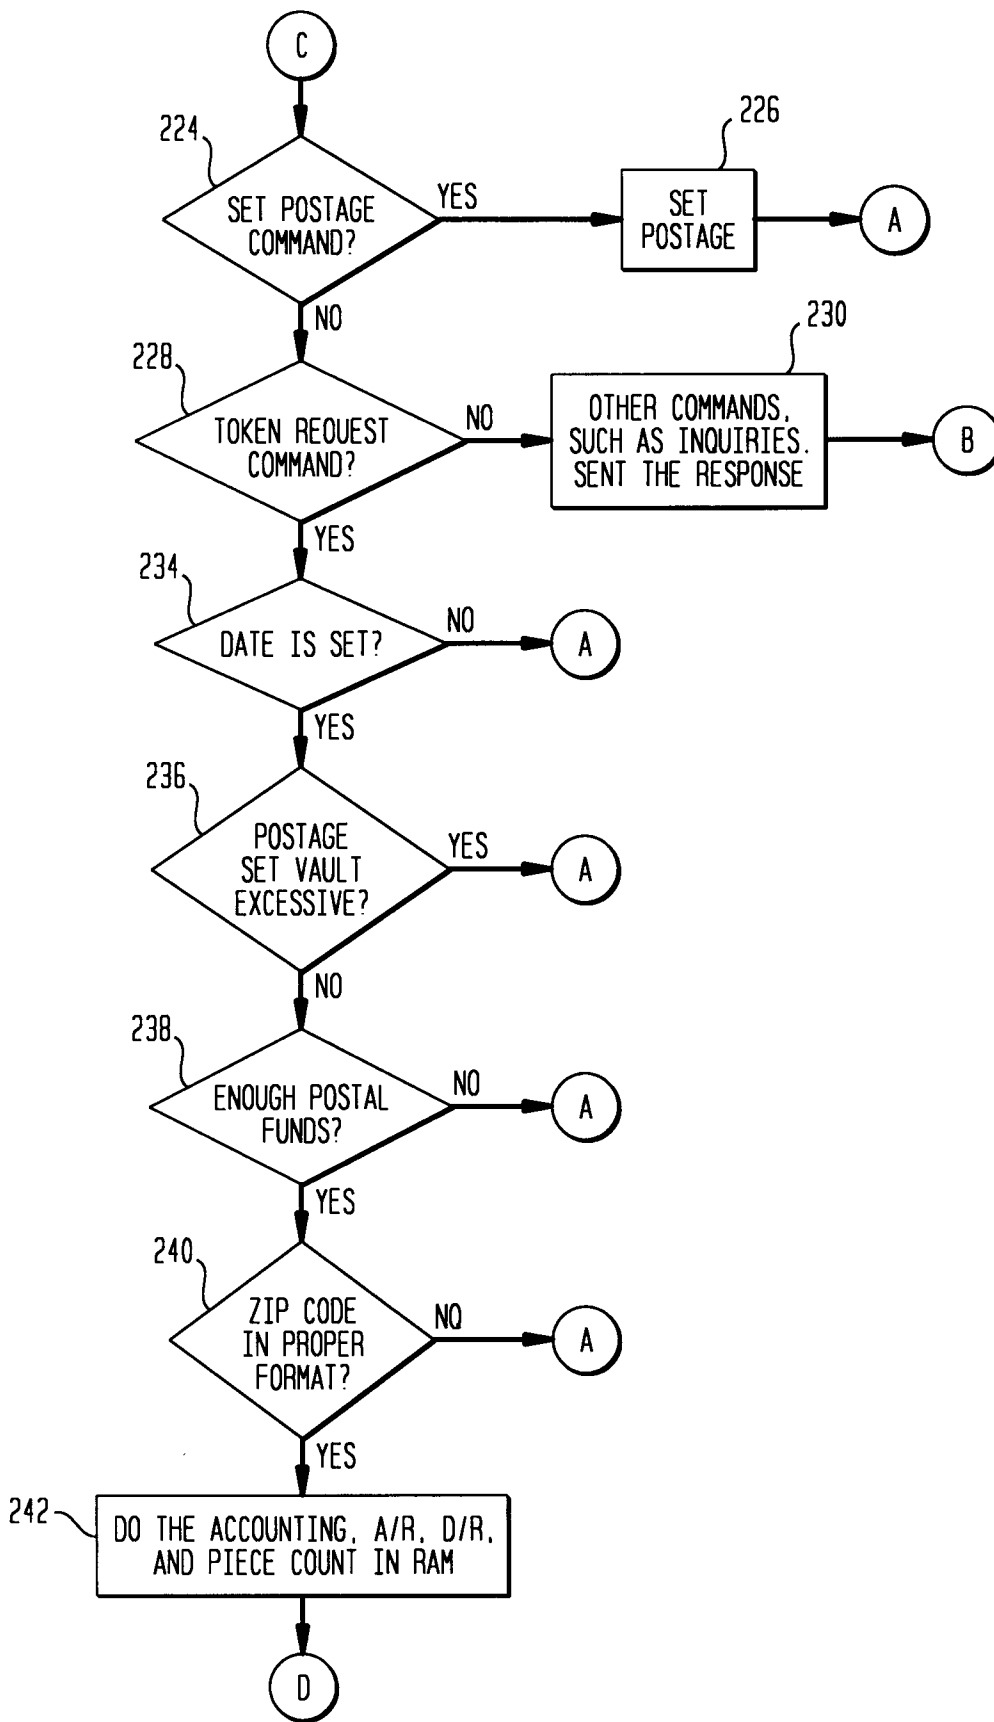 C
224
SET POSTAGE
COMMAND?
YES
226
SET
POSTAGE
A
NO
228
TOKEN REQUEST
COMMAND?
NO
230
OTHER COMMANDS,
SUCH AS INQUIRIES.
SENT THE RESPONSE
B
YES
234
DATE IS SET?
NO
A
YES
236
POSTAGE
SET VAULT
EXCESSIVE?
YES
A
NO
238
ENOUGH POSTAL
FUNDS?
NO
A
YES
240
ZIP CODE
IN PROPER
FORMAT?
NO
A
YES
242
DO THE ACCOUNTING, A/R, D/R,
AND PIECE COUNT IN RAM
D